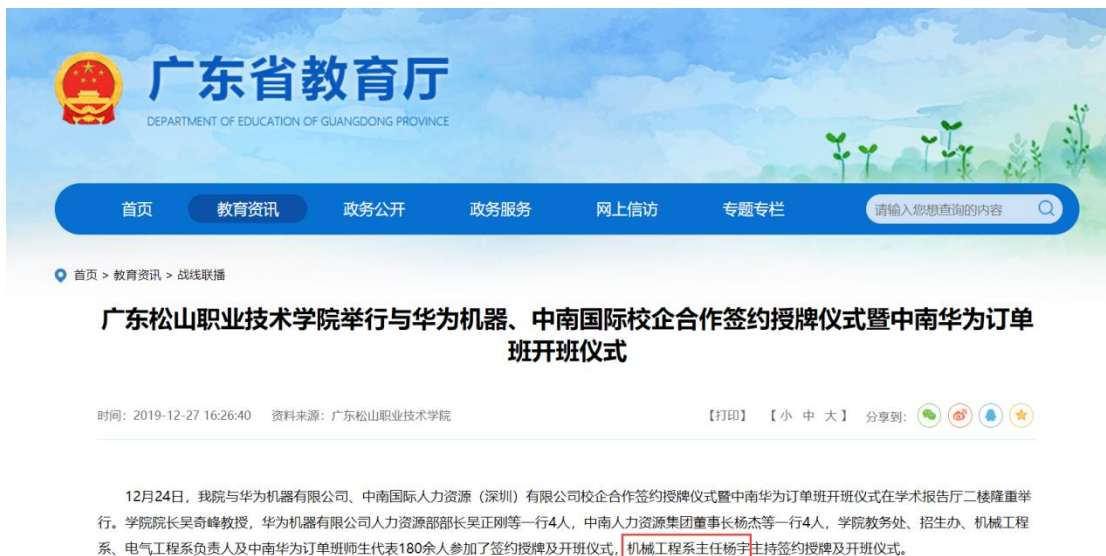 广东省教育厅
DEPARTMENT OF EDUCATION OF GUANGDONG PROVINCE
首页 教育资讯 政务公开 政务服务 网上信访 专题专栏 请输入您想查询的内容
首页 > 教育资讯 > 战线联播
广东松山职业技术学院举行与华为机器、中南国际校企合作签约授牌仪式暨中南华为订单
班开班仪式
时间：2019-12-27 16:26:40 资料来源：广东松山职业技术学院 【打印】 【小 中 大】 分享到:
12月24日，我院与华为机器有限公司、中南国际人力资源（深圳）有限公司校企合作签约授牌仪式暨中南华为订单班开班仪式在学术报告厅二楼隆重举
行。学院院长吴奇峰教授，华为机器有限公司人力资源部部长吴正刚等一行4人，中南人力资源集团董事长杨杰等一行4人，学院教务处、招生办、机械工程
系、电气工程系负责人及中南华为订单班师生代表180余人参加了签约授牌及开班仪式，机械工程系主任杨宇主持签约授牌及开班仪式。